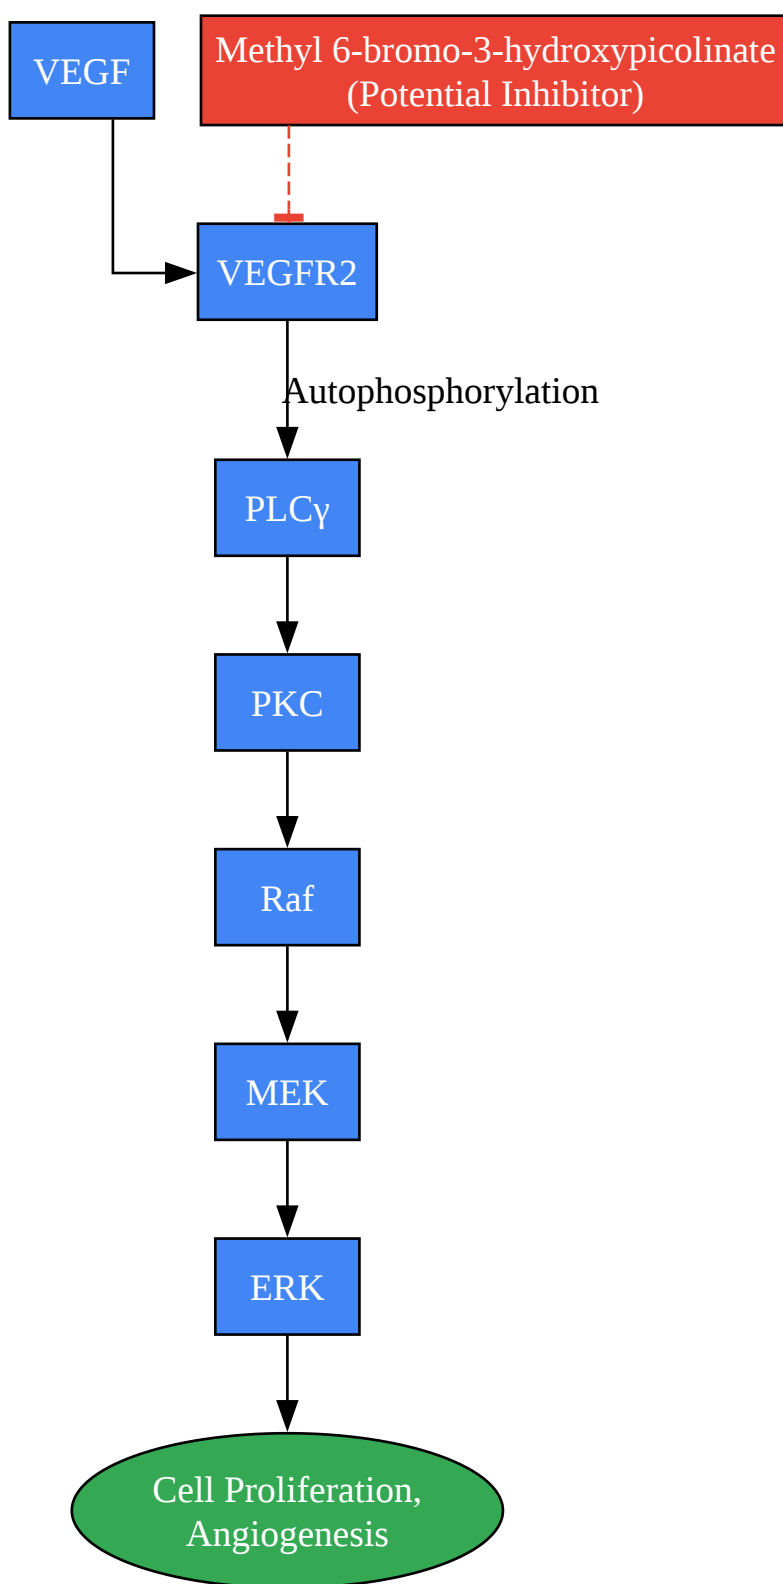 VEGF
Methyl 6-bromo-3-hydroxypicolinate
(Potential Inhibitor)
VEGFR2
Autophosphorylation
PLCγ
PKC
Raf
MEK
ERK
Cell Proliferation,
Angiogenesis